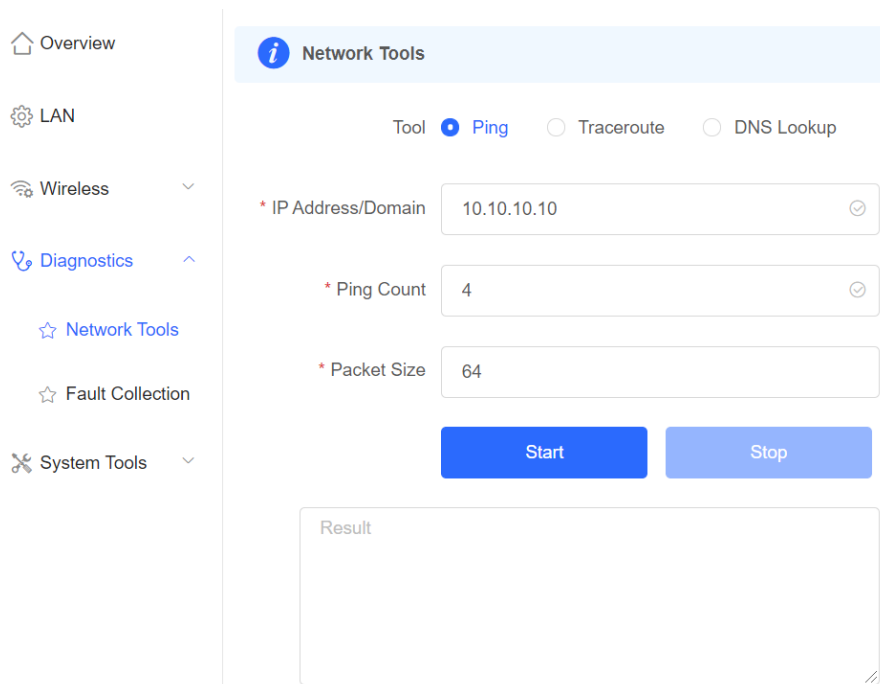 Overview
LAN
Wireless
Diagnostics
Network Tools
Fault Collection
System Tools
i Network Tools
Tool Ping Traceroute DNS Lookup
* IP Address/Domain 10.10.10.10
* Ping Count 4
* Packet Size 64
Start Stop
Result